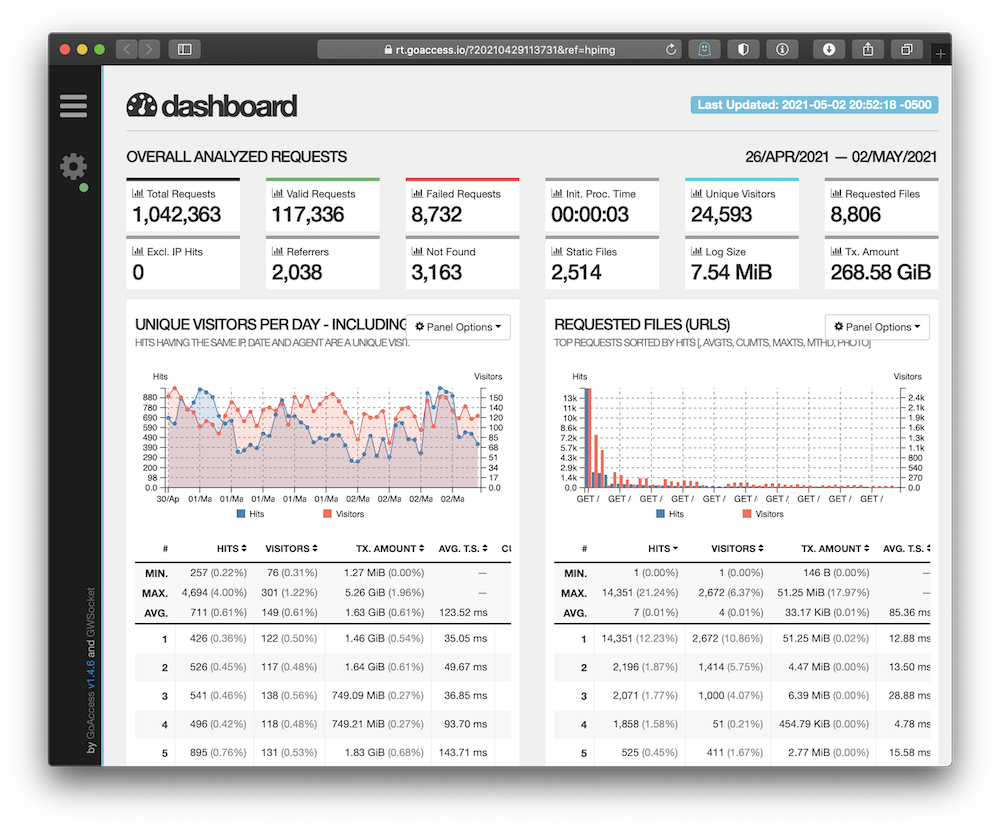 rt.goaccess.io/?20210429113731&ref=hpimg
dashboard
Last Updated: 2021-05-02 20:52:18 -0500
OVERALL ANALYZED REQUESTS
26/APR/2021 — 02/MAY/2021
Total Requests
1,042,363
Valid Requests
117,336
Failed Requests
8,732
Init. Proc. Time
00:00:03
Unique Visitors
24,593
Requested Files
8,806
Excl. IP Hits
0
Referrers
2,038
Not Found
3,163
Static Files
2,514
Log Size
7.54 MiB
Tx. Amount
268.58 GiB
UNIQUE VISITORS PER DAY - INCLUDING
Panel Options
HITS HAVING THE SAME IP, DATE AND AGENT ARE A UNIQUE VISIT.
Hits Visitors
880 780 690 590 490 390 290 200 98 0.0
150 140 120 100 85 68 51 34 17 0.0
30/Ap 01/Ma 01/Ma 01/Ma 01/Ma 01/Ma 02/Ma 02/Ma 02/Ma 02/Ma
Hits Visitors
# HITS VISITORS TX. AMOUNT AVG. T.S. CU
MIN. 257 (0.22%) 76 (0.31%) 1.27 MiB (0.00%) —
MAX. 4,694 (4.00%) 301 (1.22%) 5.26 GiB (1.96%) —
AVG. 711 (0.61%) 149 (0.61%) 1.63 GiB (0.61%) 123.52 ms
1 426 (0.36%) 122 (0.50%) 1.46 GiB (0.54%) 35.05 ms
2 526 (0.45%) 117 (0.48%) 1.64 GiB (0.61%) 49.67 ms
3 541 (0.46%) 138 (0.56%) 749.09 MiB (0.27%) 36.85 ms
4 496 (0.42%) 118 (0.48%) 749.21 MiB (0.27%) 93.70 ms
5 895 (0.76%) 131 (0.53%) 1.83 GiB (0.68%) 143.71 ms
REQUESTED FILES (URLS)
Panel Options
TOP REQUESTS SORTED BY HITS [, AVGTS, CUMTS, MAXTS, MTHD, PHOTO]
Hits Visitors
13k 11k 10k 8.6k 7.2k 5.7k 4.3k 2.9k 1.4k 0.0
2.4k 2.1k 1.9k 1.6k 1.3k 1.1k 800 540 270 0.0
GET / GET / GET / GET / GET / GET / GET / GET / GET / GET /
Hits Visitors
# HITS VISITORS TX. AMOUNT AVG. T.S.
MIN. 1 (0.00%) 1 (0.00%) 146 B (0.00%) —
MAX. 14,351 (21.24%) 2,672 (6.37%) 51.25 MiB (17.97%) —
AVG. 7 (0.01%) 4 (0.01%) 33.17 KiB (0.01%) 85.36 ms
1 14,351 (12.23%) 2,672 (10.86%) 51.25 MiB (0.02%) 12.88 ms
2 2,196 (1.87%) 1,414 (5.75%) 4.47 MiB (0.00%) 13.50 ms
3 2,071 (1.77%) 1,000 (4.07%) 6.39 MiB (0.00%) 28.88 ms
4 1,858 (1.58%) 51 (0.21%) 454.79 KiB (0.00%) 4.78 ms
5 525 (0.45%) 411 (1.67%) 2.77 MiB (0.00%) 15.58 ms
by GoAccess v1.4.6 and GWSocket